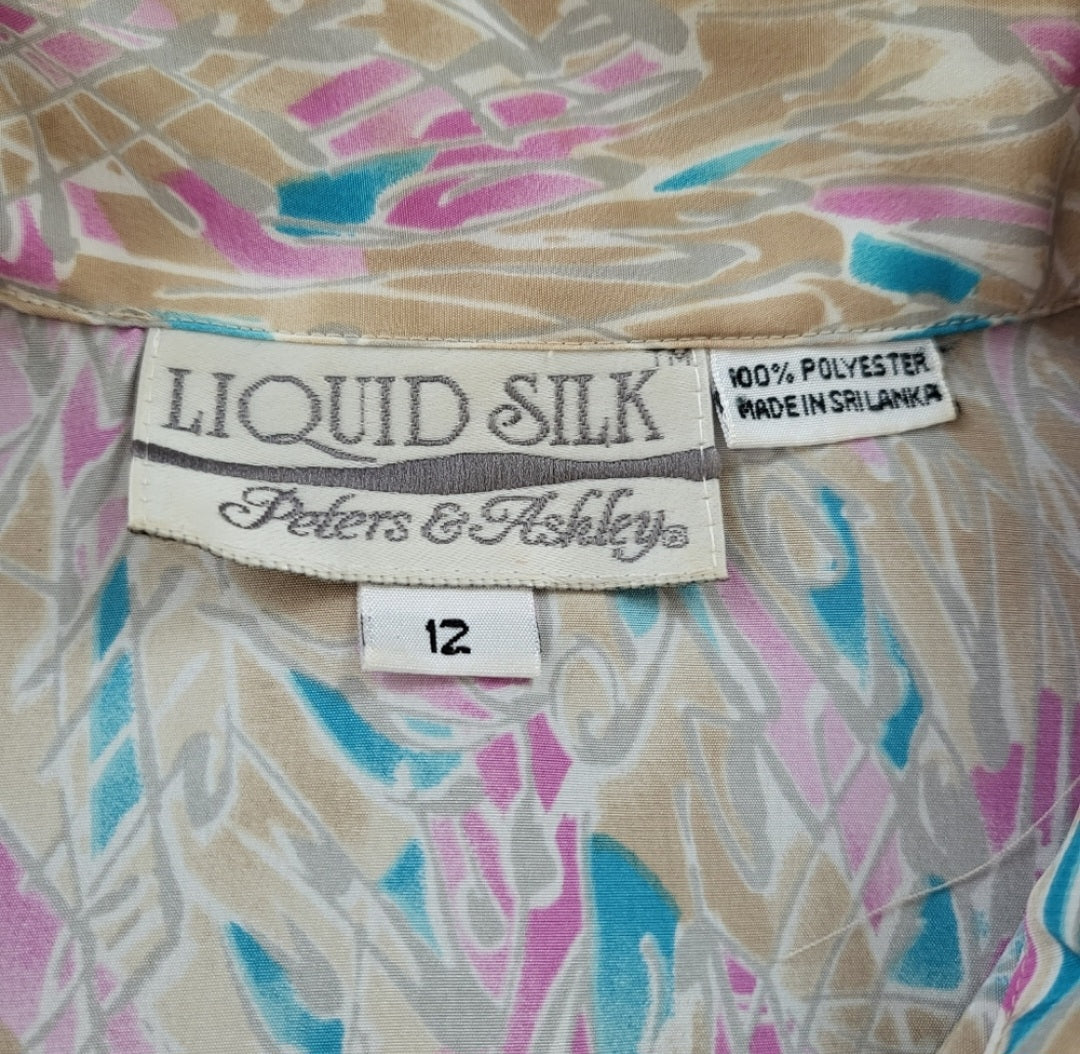 LIQUID SILK™
Peters & Ashley®
100% POLYESTER
MADE IN SRI LANKA
12